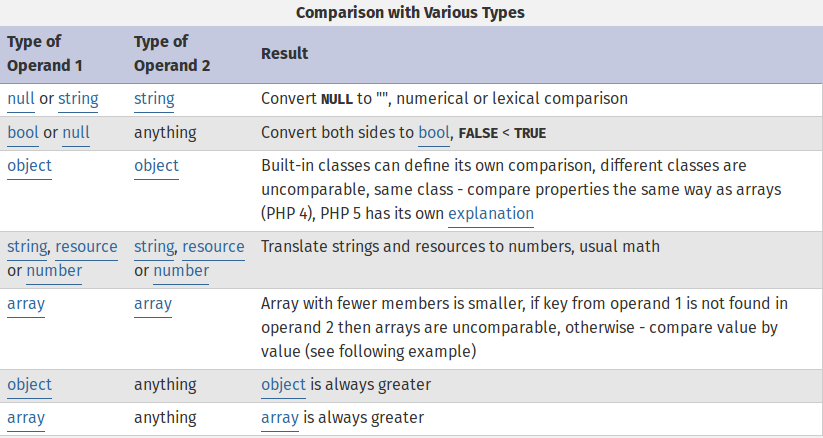 Comparison with Various Types
Type of Operand 1 Type of Operand 2 Result
null or string string Convert NULL to "", numerical or lexical comparison
bool or null anything Convert both sides to bool, FALSE < TRUE
object object Built-in classes can define its own comparison, different classes are
uncomparable, same class - compare properties the same way as arrays
(PHP 4), PHP 5 has its own explanation
string, resource or number string, resource or number Translate strings and resources to numbers, usual math
array array Array with fewer members is smaller, if key from operand 1 is not found in
operand 2 then arrays are uncomparable, otherwise - compare value by
value (see following example)
object anything object is always greater
array anything array is always greater